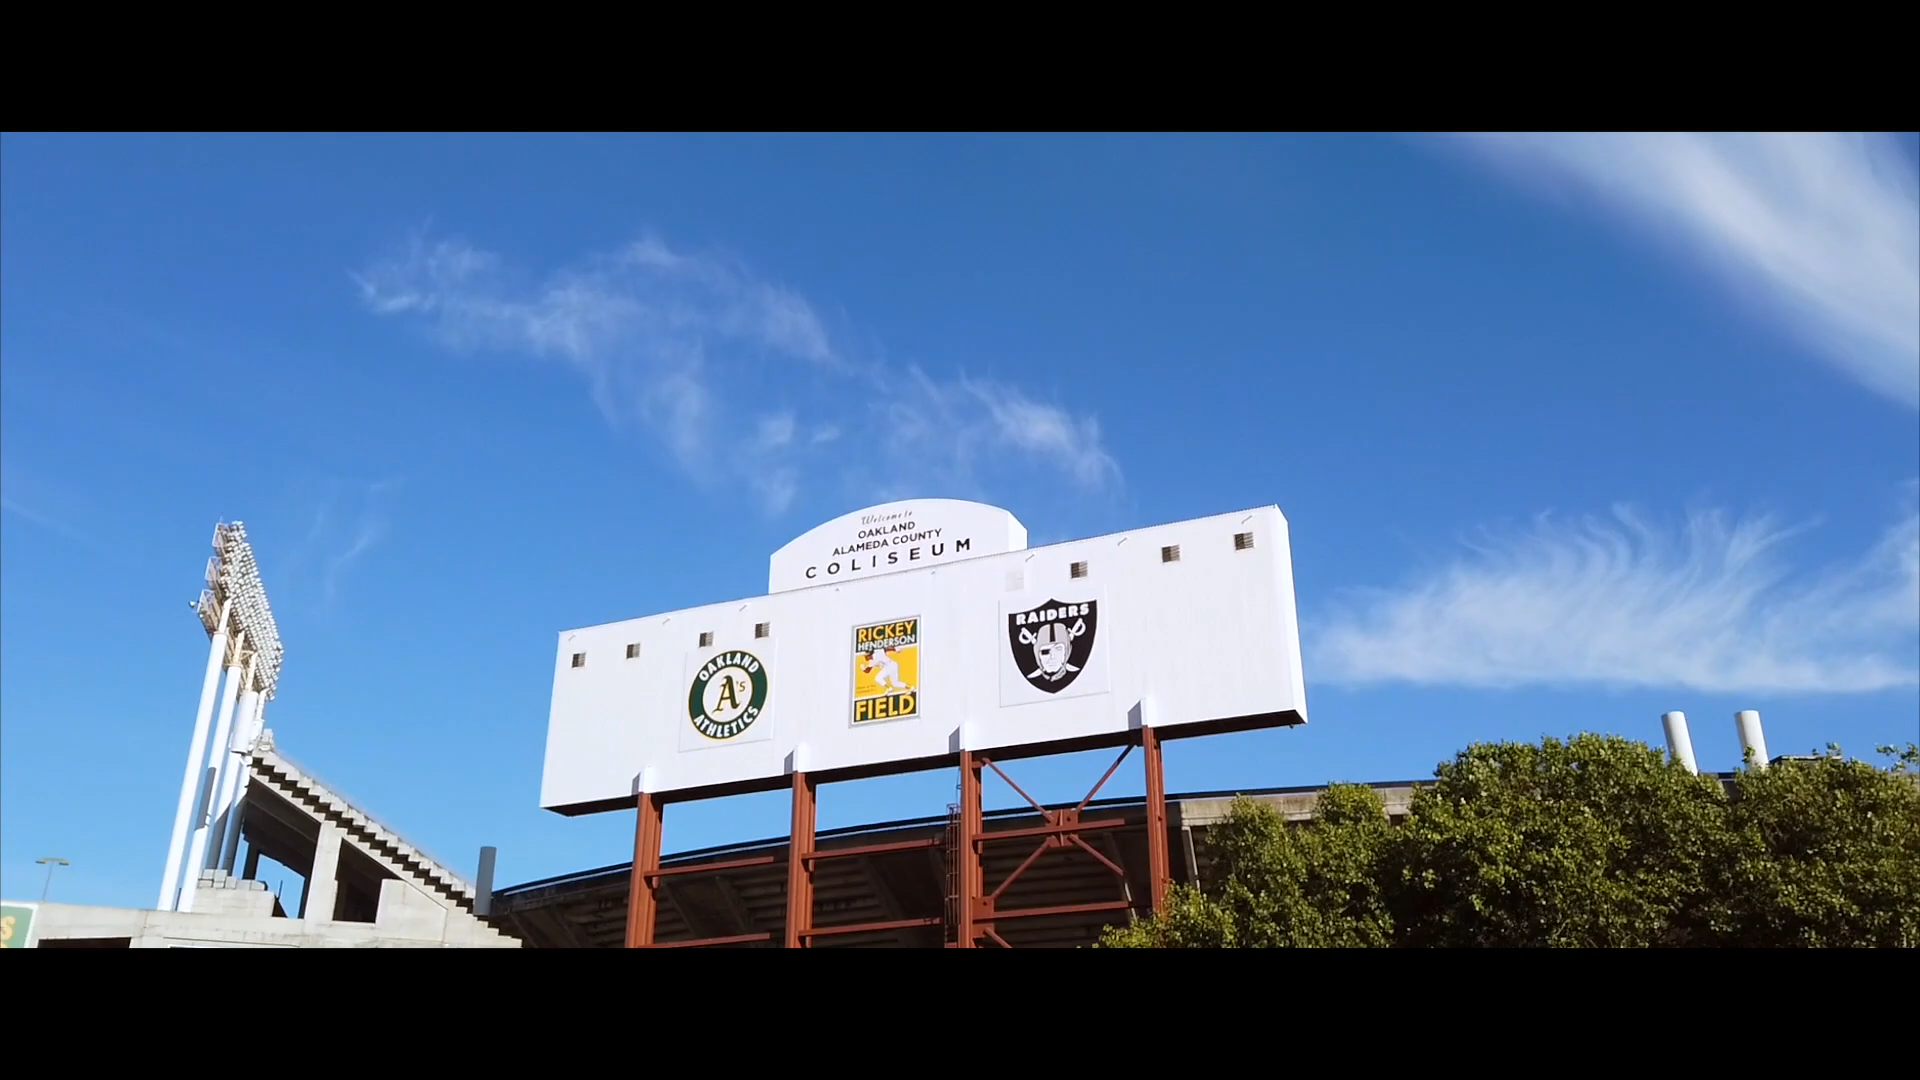 Welcome to
OAKLAND
ALAMEDA COUNTY
COLISEUM
OAKLAND
A's
ATHLETICS
RICKEY
HENDERSON
FIELD
RAIDERS
S